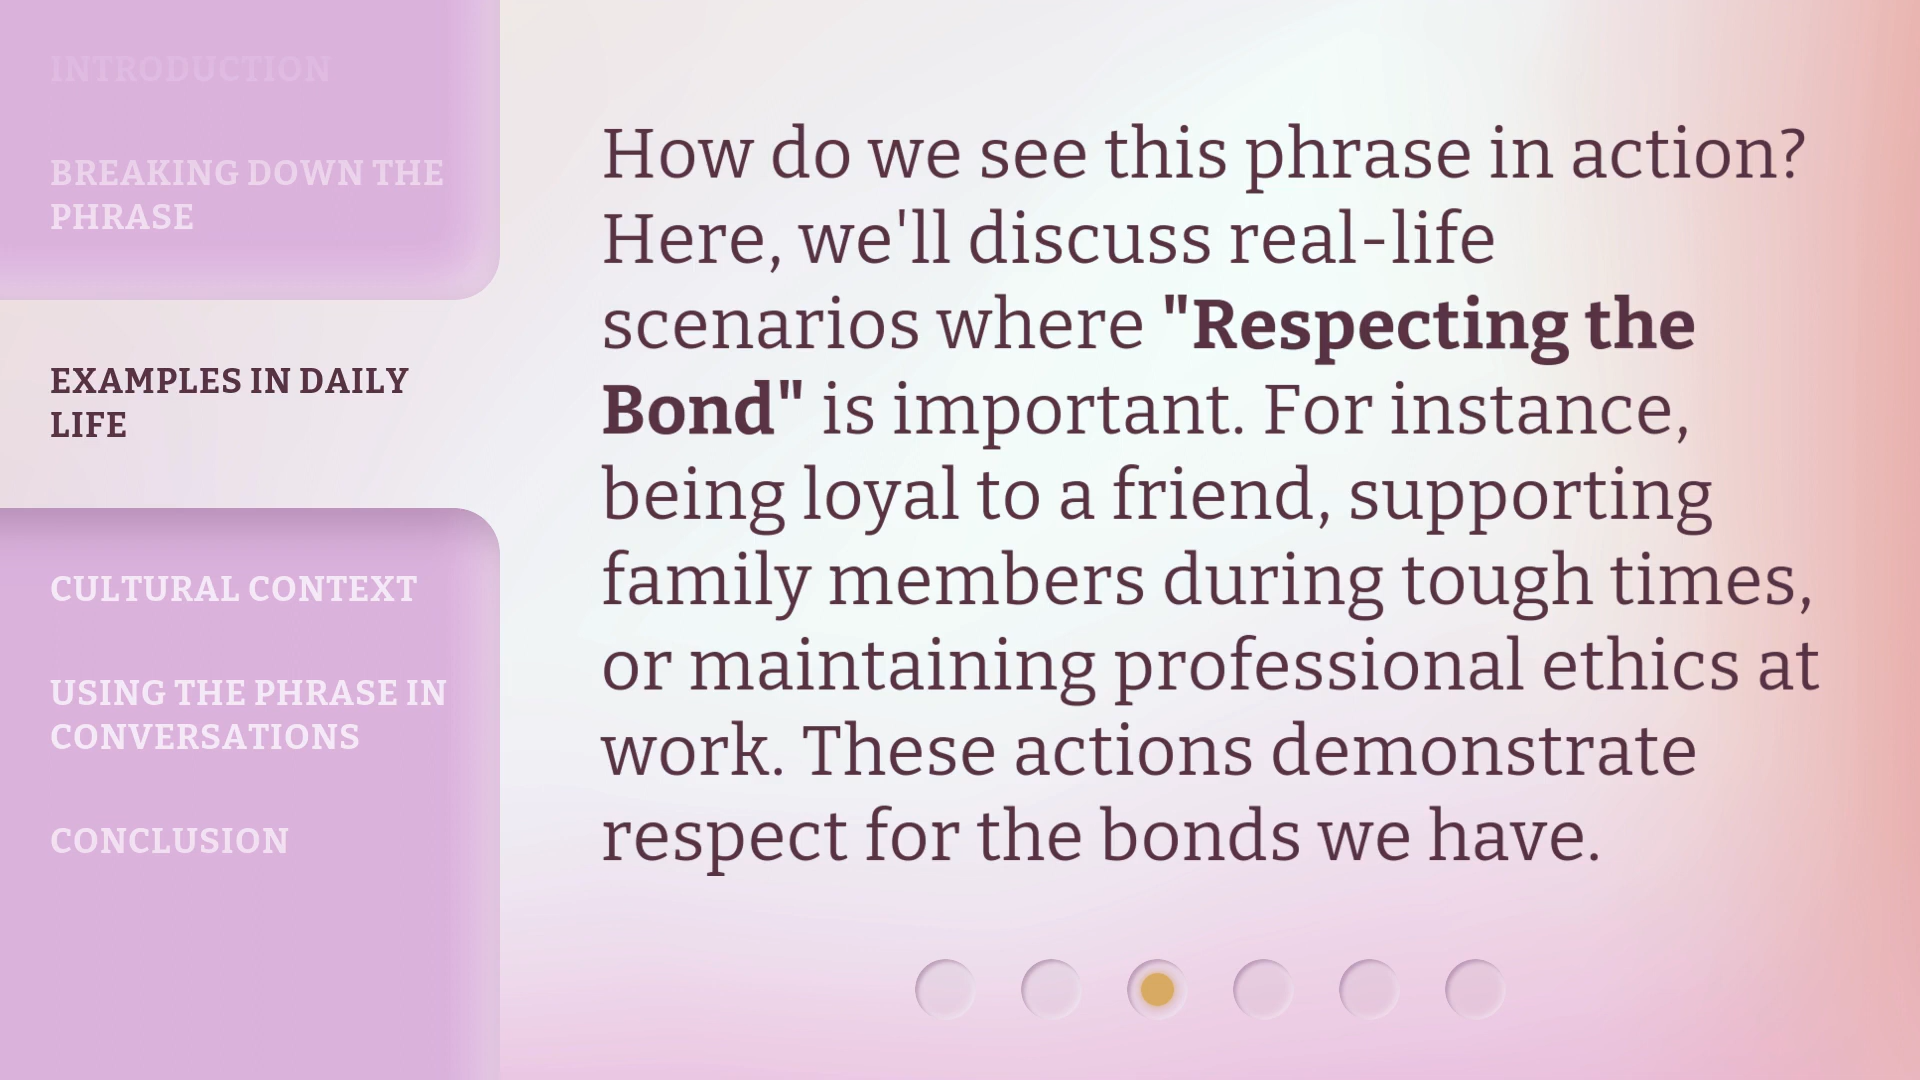 INTRODUCTION
BREAKING DOWN THE
PHRASE
EXAMPLES IN DAILY
LIFE
CULTURAL CONTEXT
USING THE PHRASE IN
CONVERSATIONS
CONCLUSION
How do we see this phrase in action?
Here, we'll discuss real-life
scenarios where "Respecting the
Bond" is important. For instance,
being loyal to a friend, supporting
family members during tough times,
or maintaining professional ethics at
work. These actions demonstrate
respect for the bonds we have.